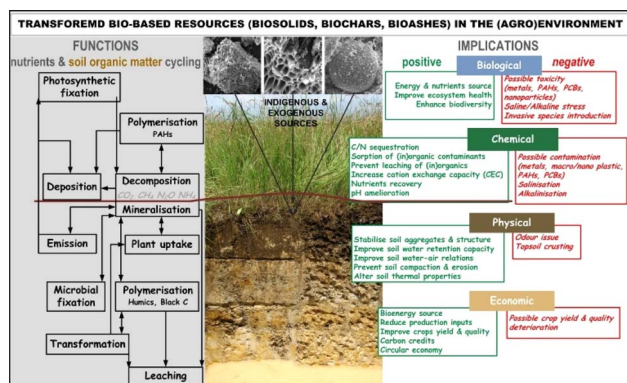 TRANSFOREMD BIO-BASED RESOURCES (BIOSOLIDS, BIOCHARS, BIOASHES) IN THE (AGRO)ENVIRONMENT
FUNCTIONS
nutrients & soil organic matter cycling
Photosynthetic
fixation
Polymerisation
PAHs
Deposition
Decomposition
CO₂ CH₄ N₂O NH₃
Mineralisation
Emission
Plant uptake
Microbial
fixation
Polymerisation
Humics, Black C
Transformation
Leaching
INDIGENOUS &
EXOGENOUS
SOURCES
IMPLICATIONS
positive
Biological
negative
Energy & nutrients source
Improve ecosystem health
Enhance biodiversity
Possible toxicity
(metals, PAHs, PCBs,
nanoparticles)
Saline/Alkaline stress
Invasive species introduction
Chemical
C/N sequestration
Sorption of (in)organic contaminants
Prevent leaching of (in)organics
Increase cation exchange capacity (CEC)
Nutrients recovery
pH amelioration
Possible contamination
(metals, macro/nano plastic,
PAHs, PCBs)
Salinisation
Alkalinisation
Physical
Stabilise soil aggregates & structure
Improve soil water retention capacity
Improve soil water-air relations
Prevent soil compaction & erosion
Alter soil thermal properties
Odour issue
Topsoil crusting
Economic
Bioenergy source
Reduce production inputs
Improve crops yield & quality
Carbon credits
Circular economy
Possible crop yield & quality
deterioration